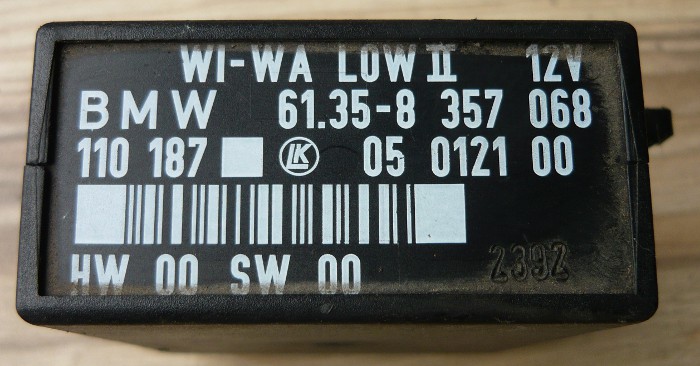 WI-WA LOW II 12V
BMW 61.35-8 357 068
110 187 LK 05 0121 00
HW 00 SW 00 2392